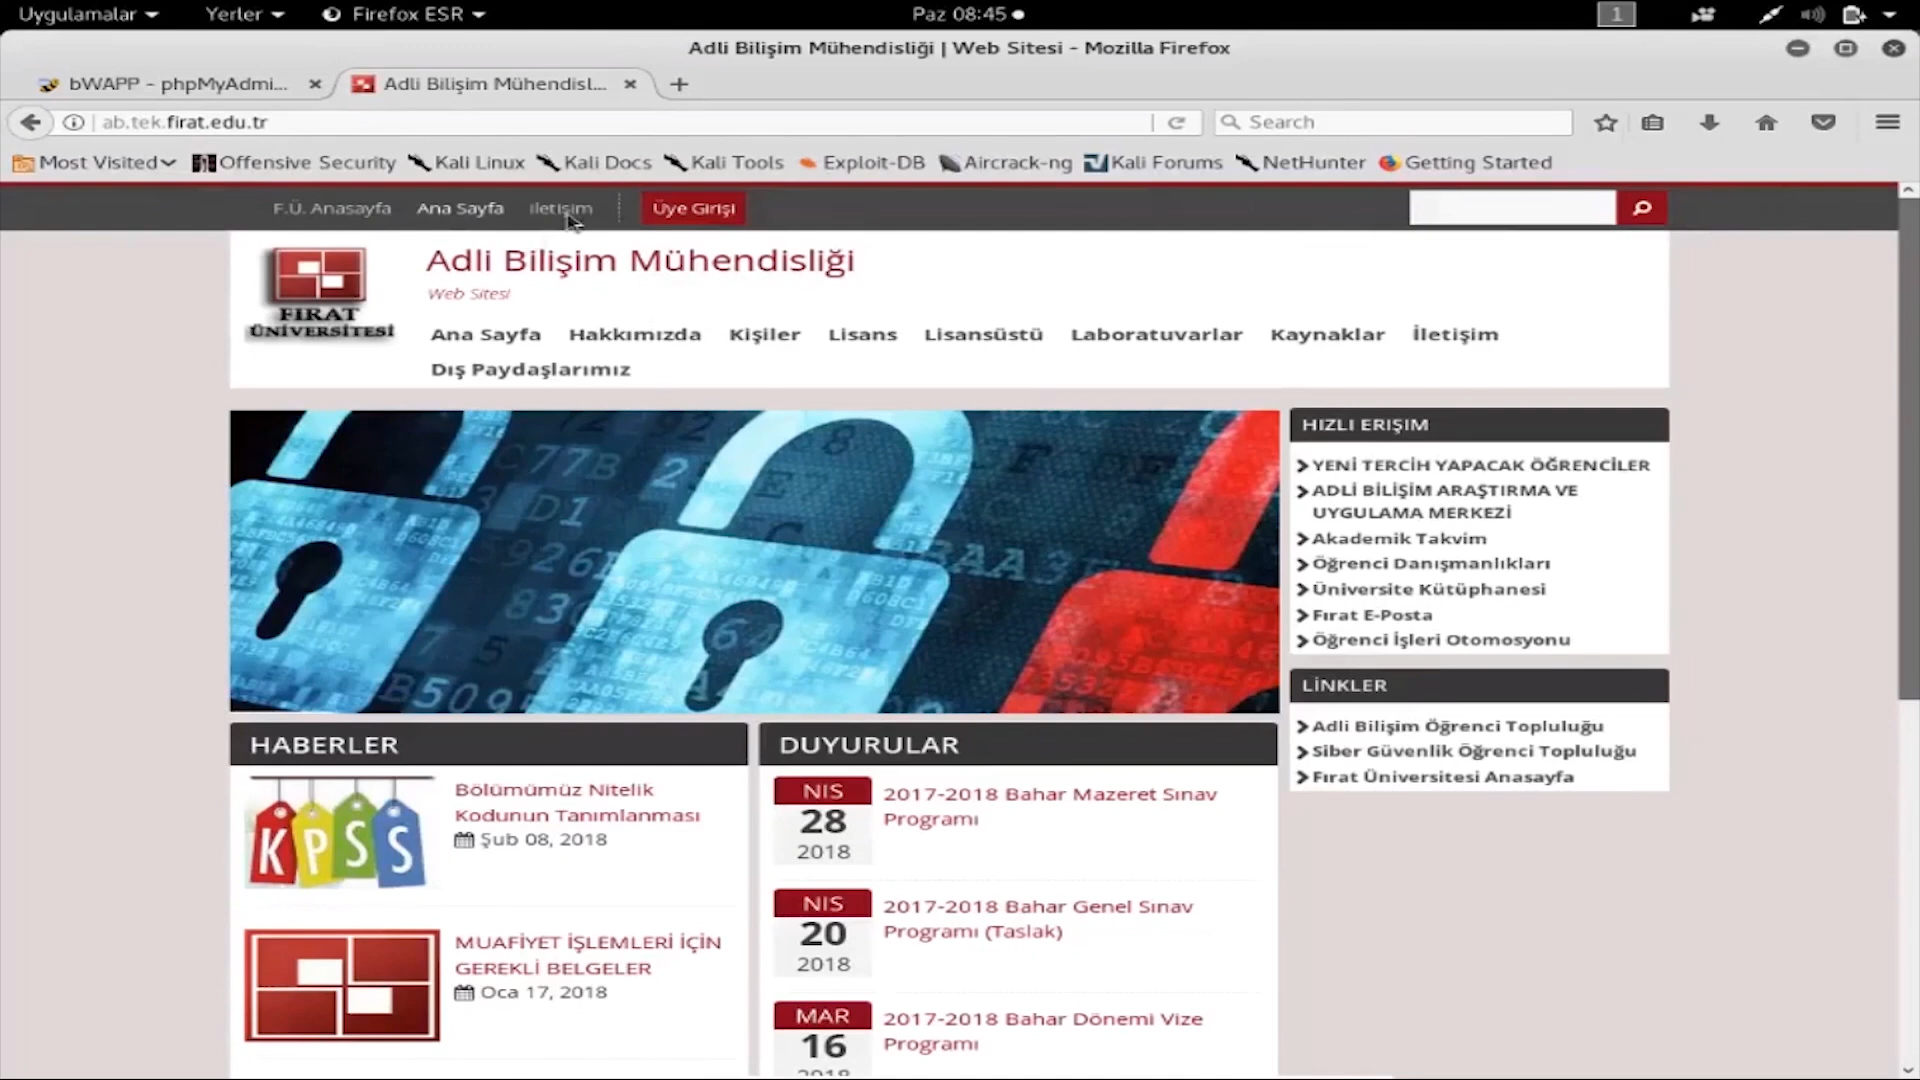 Uygulamalar
Yerler
Firefox ESR
Paz 08:45
1
Adli Bilişim Mühendisliği | Web Sitesi - Mozilla Firefox
bWAPP - phpMyAdmi...
Adli Bilişim Mühendisl...
ab.tek.firat.edu.tr
Search
Most Visited
Offensive Security
Kali Linux
Kali Docs
Kali Tools
Exploit-DB
Aircrack-ng
Kali Forums
NetHunter
Getting Started
F.Ü. Anasayfa
Ana Sayfa
iletişim
Üye Girişi
FIRAT
ÜNİVERSİTESİ
Adli Bilişim Mühendisliği
Web Sitesi
Ana Sayfa
Hakkımızda
Kişiler
Lisans
Lisansüstü
Laboratuvarlar
Kaynaklar
İletişim
Dış Paydaşlarımız
HIZLI ERIŞIM
YENİ TERCİH YAPACAK ÖĞRENCİLER
ADLİ BİLİŞİM ARAŞTIRMA VE
UYGULAMA MERKEZİ
Akademik Takvim
Öğrenci Danışmanlıkları
Üniversite Kütüphanesi
Fırat E-Posta
Öğrenci İşleri Otomosyonu
LİNKLER
Adli Bilişim Öğrenci Topluluğu
Siber Güvenlik Öğrenci Topluluğu
Fırat Üniversitesi Anasayfa
HABERLER
KPSS
Bölümümüz Nitelik
Kodunun Tanımlanması
Şub 08, 2018
MUAFİYET İŞLEMLERİ İÇİN
GEREKLİ BELGELER
Oca 17, 2018
DUYURULAR
NIS
28
2018
2017-2018 Bahar Mazeret Sınav
Programı
NIS
20
2018
2017-2018 Bahar Genel Sınav
Programı (Taslak)
MAR
16
2018
2017-2018 Bahar Dönemi Vize
Programı